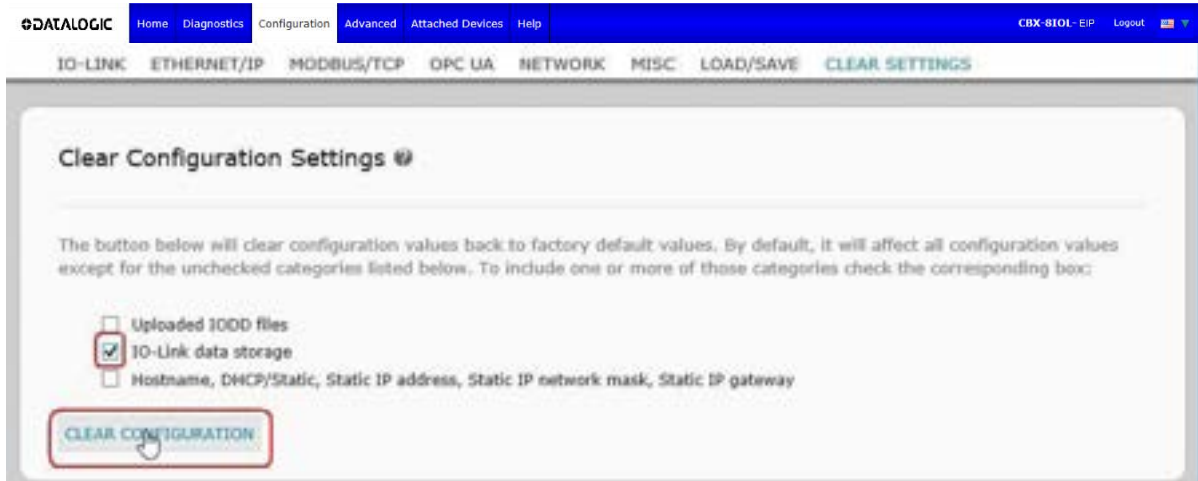 DATALOGIC Home Diagnostics Configuration Advanced Attached Devices Help CBX-8IOL-EIP Logout
IO-LINK ETHERNET/IP MODBUS/TCP OPC UA NETWORK MISC LOAD/SAVE CLEAR SETTINGS
Clear Configuration Settings
The button below will clear configuration values back to factory default values. By default, it will affect all configuration values
except for the unchecked categories listed below. To include one or more of those categories check the corresponding box:
Uploaded IODD files
IO-Link data storage
Hostname, DHCP/Static, Static IP address, Static IP network mask, Static IP gateway
CLEAR CONFIGURATION